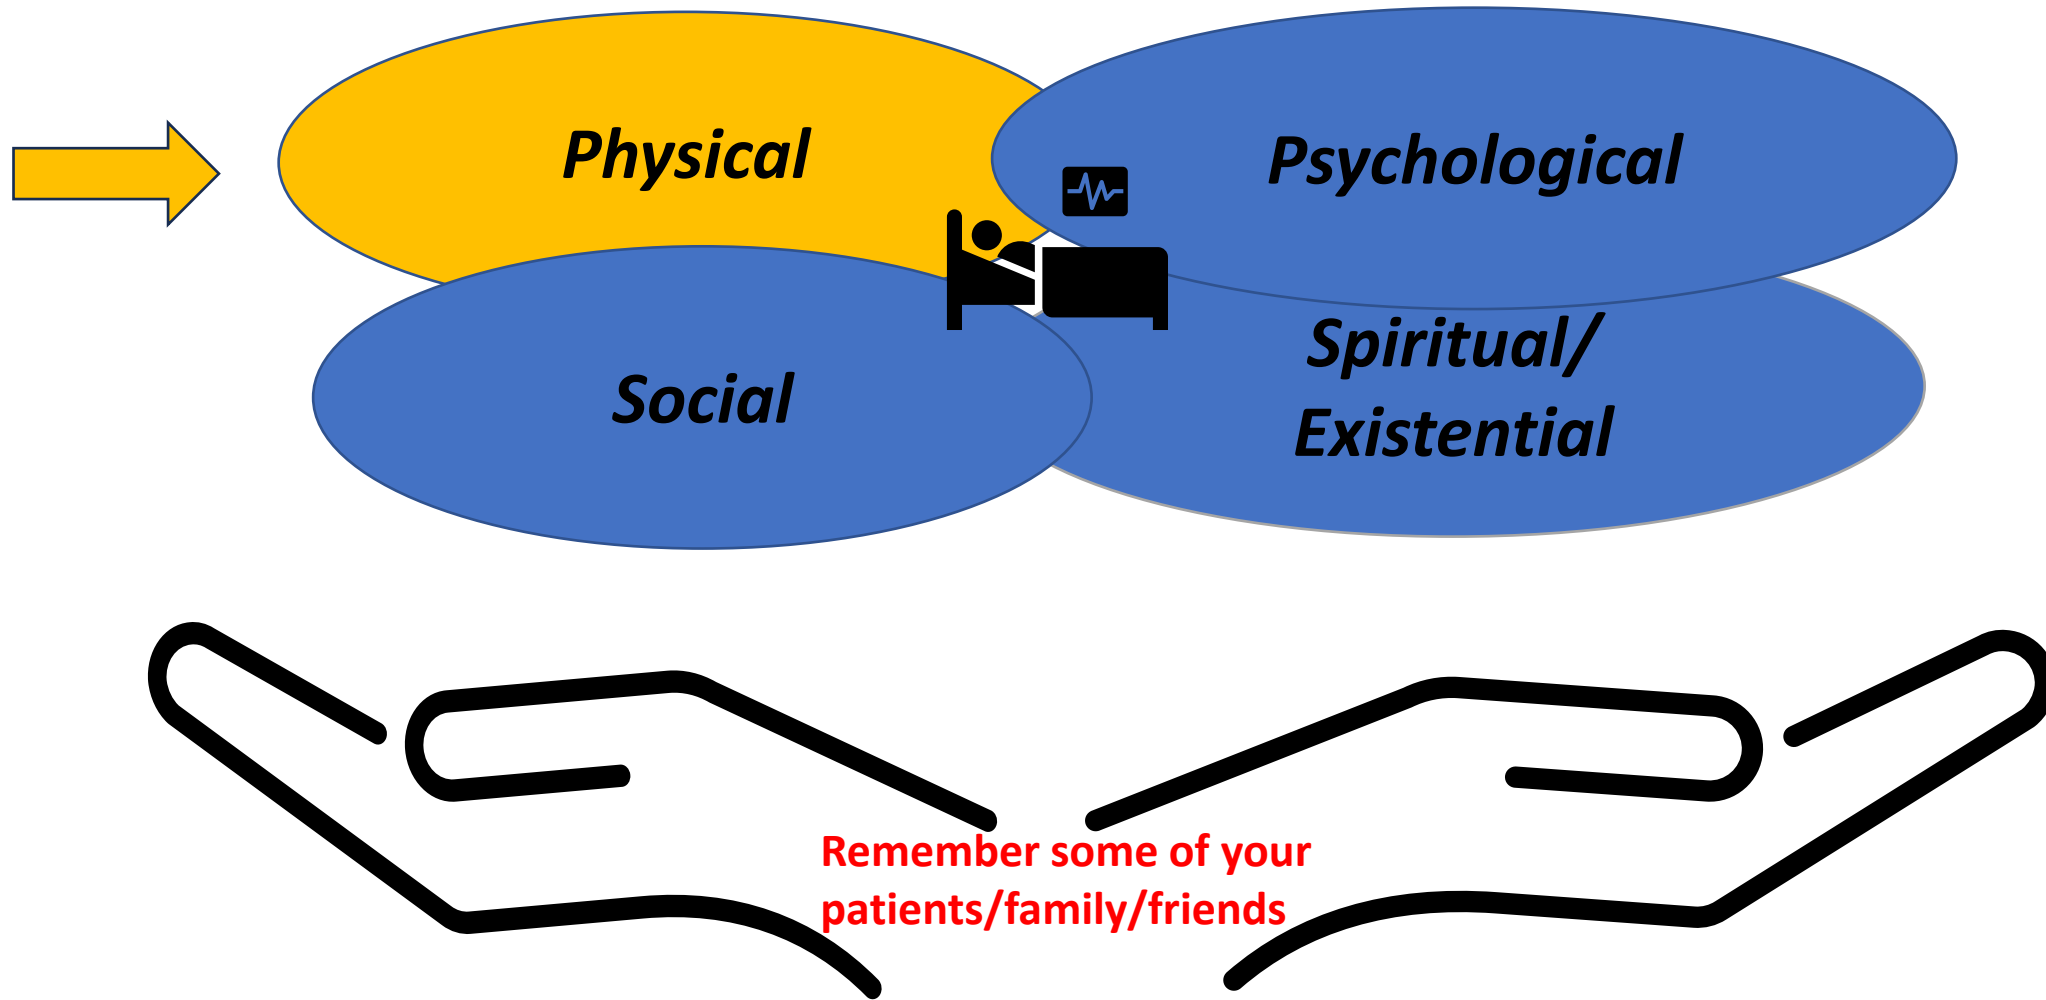 Physical
Psychological
Social
Spiritual/
Existential
Remember some of your
patients/family/friends